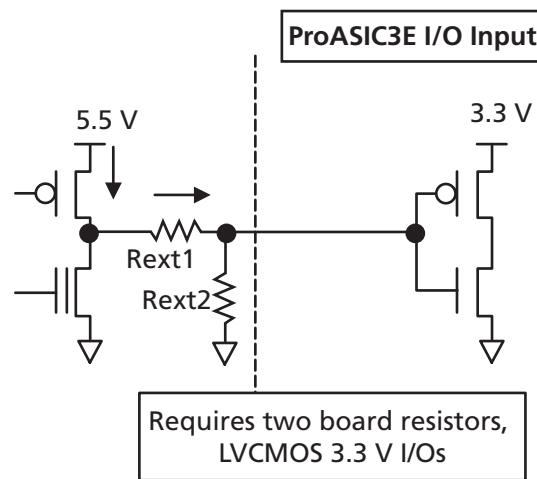 ProASIC3E I/O Input
5.5 V
3.3 V
Rext1
Rext2
Requires two board resistors,
LVCMOS 3.3 V I/Os